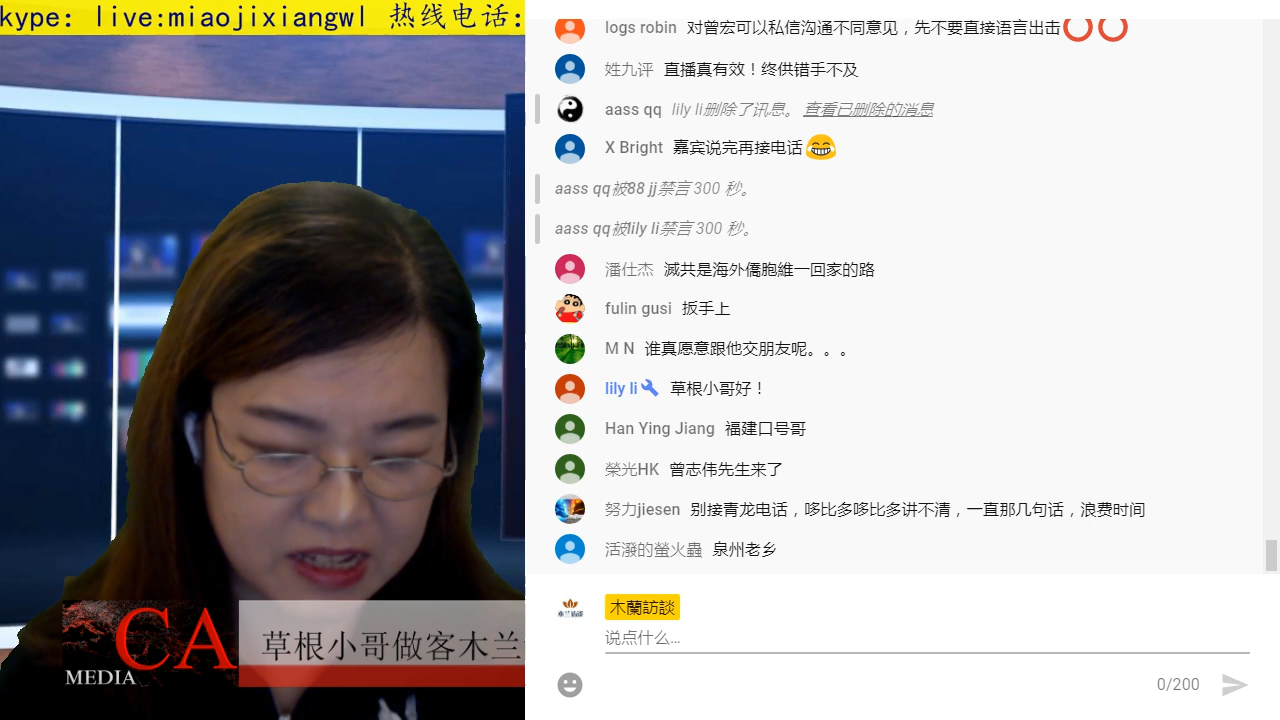 kype: live:miaojixiangwl 热线电话:
logs robin 对曾宏可以私信沟通不同意见，先不要直接语言出击⭕⭕
姓九评 直播真有效！终供错手不及
aass qq lily li删除了讯息。 查看已删除的消息
X Bright 嘉宾说完再接电话😂
aass qq被88 jj禁言 300 秒。
aass qq被lily li禁言 300 秒。
潘仕杰 滅共是海外僑胞維一回家的路
fulin gusi 扳手上
M N 谁真愿意跟他交朋友呢。。。
lily li 草根小哥好！
Han Ying Jiang 福建口号哥
榮光HK 曾志伟先生来了
努力jiesen 别接青龙电话，哆比多哆比多讲不清，一直那几句话，浪费时间
活潑的螢火蟲 泉州老乡
木蘭訪談
说点什么...
0/200
CA
MEDIA
草根小哥做客木兰